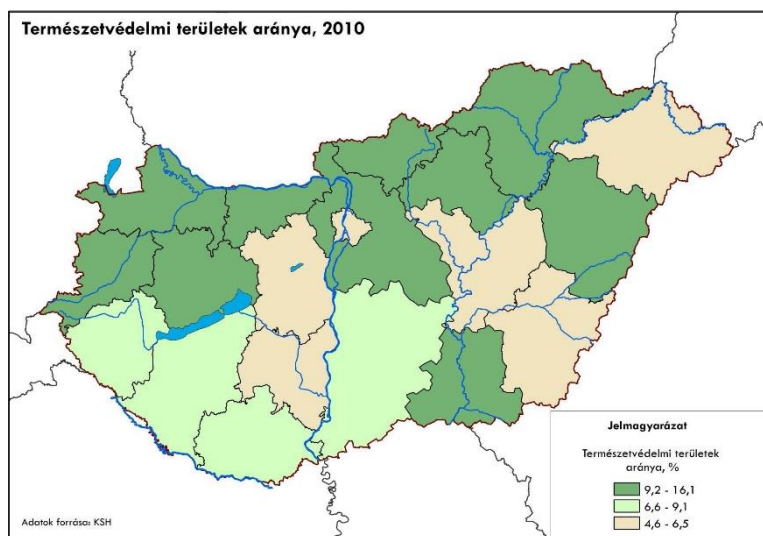 Természetvédelmi területek aránya, 2010
Jelmagyarázat
Természetvédelmi területek
aránya, %
9,2 - 16,1
6,6 - 9,1
4,6 - 6,5
Adatok forrása: KSH